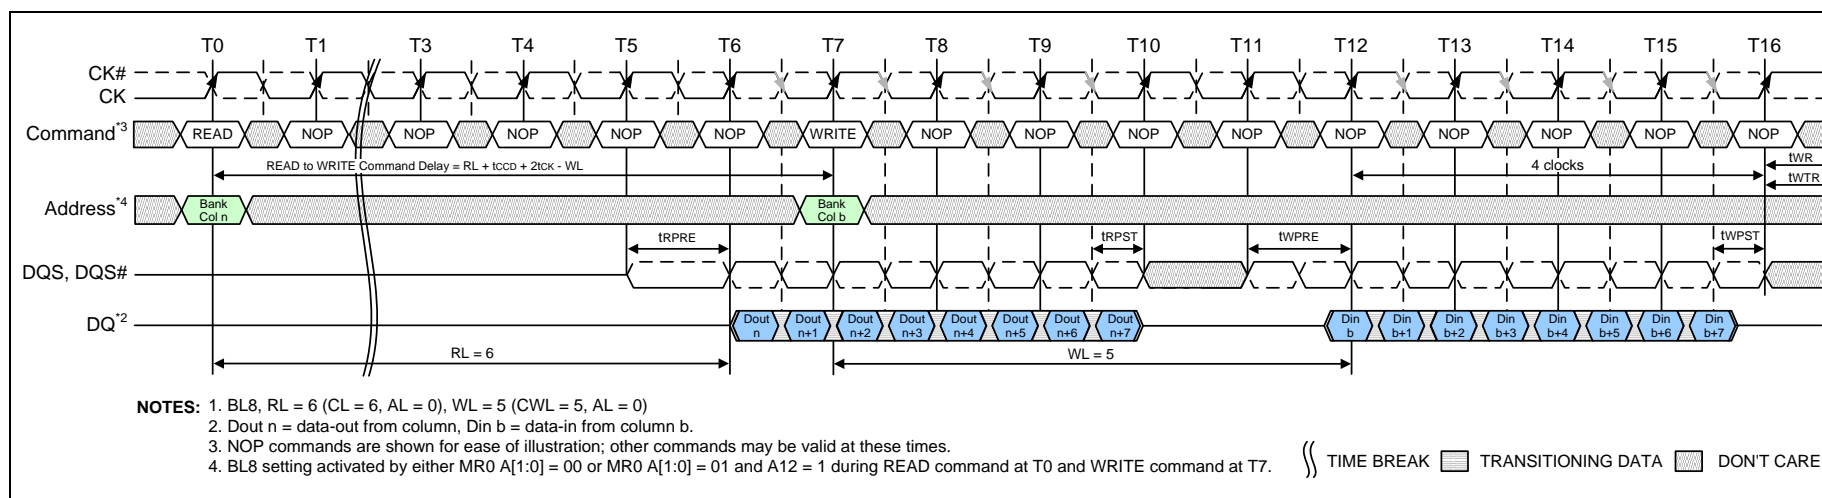 T0 T1 T3 T4 T5 T6 T7 T8 T9 T10 T11 T12 T13 T14 T15 T16
CK#
CK
Command*3 READ NOP NOP NOP NOP NOP WRITE NOP NOP NOP NOP NOP NOP NOP NOP NOP
READ to WRITE Command Delay = RL + tCCD + 2tCK - WL
4 clocks
tWR
tWTR
Address*4
Bank Col n
Bank Col b
tRPRE tRPST tWPRE tWPST
DQS, DQS#
DQ*2
Dout n
Dout n+1
Dout n+2
Dout n+3
Dout n+4
Dout n+5
Dout n+6
Dout n+7
Din b
Din b+1
Din b+2
Din b+3
Din b+4
Din b+5
Din b+6
Din b+7
RL = 6
WL = 5
NOTES: 1. BL8, RL = 6 (CL = 6, AL = 0), WL = 5 (CWL = 5, AL = 0)
2. Dout n = data-out from column, Din b = data-in from column b.
3. NOP commands are shown for ease of illustration; other commands may be valid at these times.
4. BL8 setting activated by either MR0 A[1:0] = 00 or MR0 A[1:0] = 01 and A12 = 1 during READ command at T0 and WRITE command at T7.
TIME BREAK TRANSITIONING DATA DON'T CARE